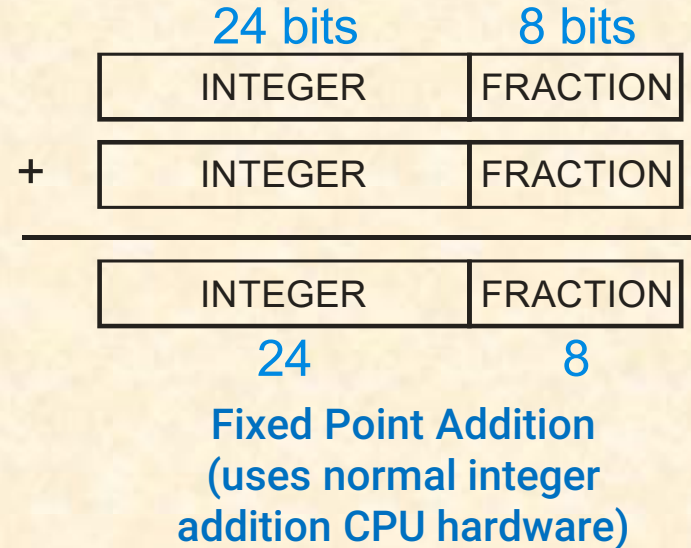 24 bits 8 bits
INTEGER FRACTION
+ INTEGER FRACTION
INTEGER FRACTION
24 8
Fixed Point Addition
(uses normal integer
addition CPU hardware)